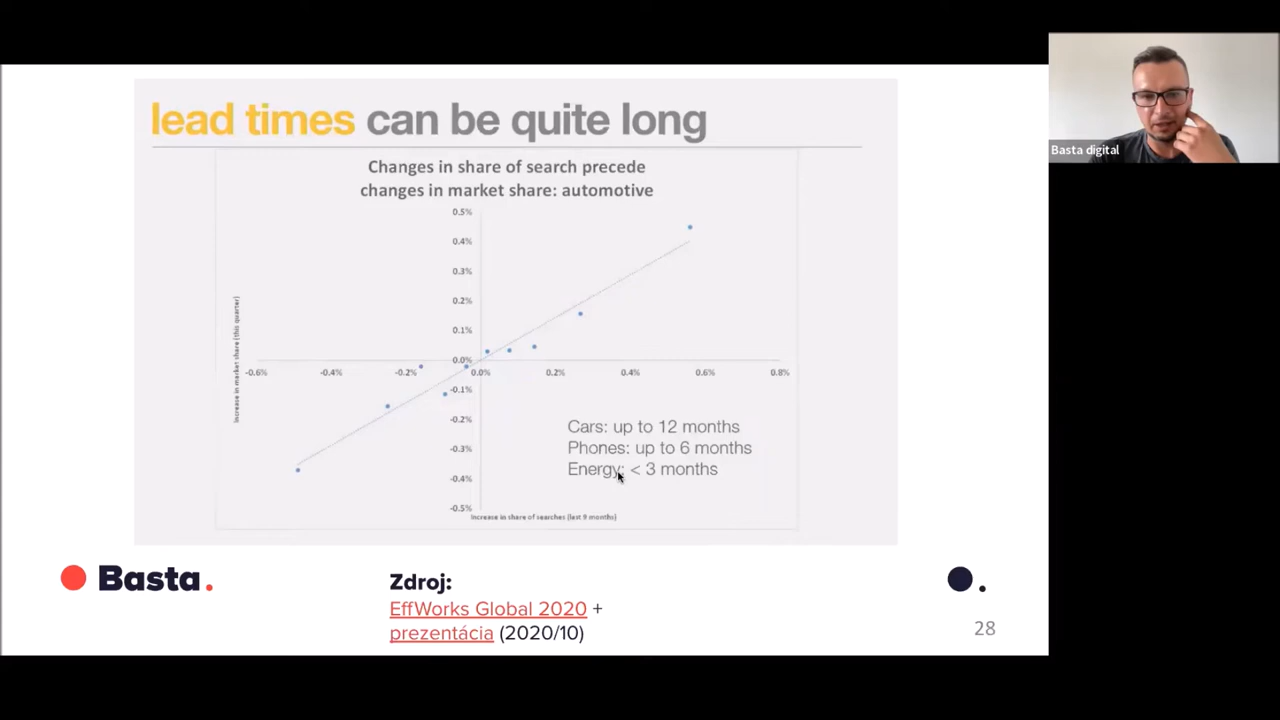 lead times can be quite long
Changes in share of search precede
changes in market share: automotive
0.5%
0.4%
0.3%
0.2%
0.1%
0.0%
-0.6%
-0.4%
-0.2%
0.0%
0.2%
0.4%
0.6%
0.8%
-0.1%
-0.2%
-0.3%
-0.4%
-0.5%
Increase in market share (this quarter)
Increase in share of searches (last 9 months)
Cars: up to 12 months
Phones: up to 6 months
Energy: < 3 months
Basta.
Zdroj:
EffWorks Global 2020 +
prezentácia (2020/10)
28
Basta digital